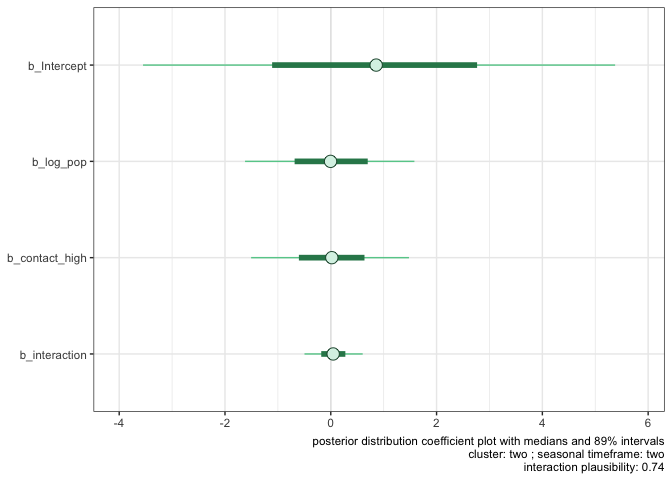 b_Intercept
b_log_pop
b_contact_high
b_interaction
-4 -2 0 2 4 6
posterior distribution coefficient plot with medians and 89% intervals
cluster: two ; seasonal timeframe: two
interaction plausibility: 0.74